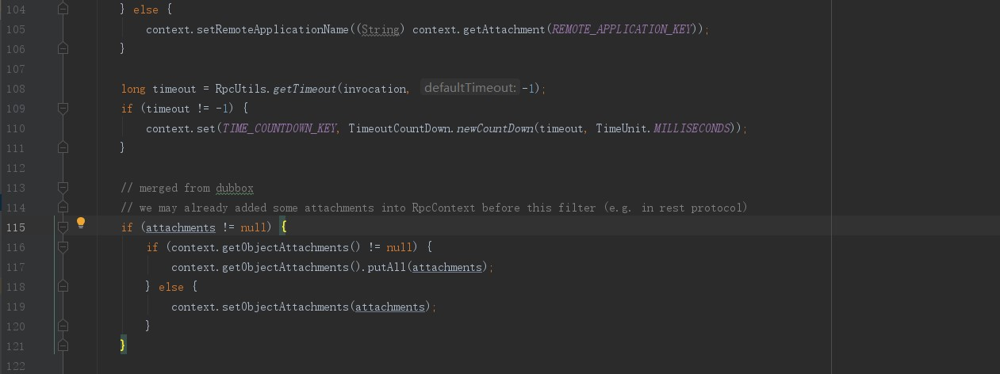 104 } else {
105 context.setRemoteApplicationName((String) context.getAttachment(REMOTE_APPLICATION_KEY));
106 }
107
108 long timeout = RpcUtils.getTimeout(invocation, defaultTimeout: -1);
109 if (timeout != -1) {
110 context.set(TIME_COUNTDOWN_KEY, TimeoutCountDown.newCountDown(timeout, TimeUnit.MILLISECONDS));
111 }
112
113 // merged from dubbox
114 // we may already added some attachments into RpcContext before this filter (e.g. in rest protocol)
115 if (attachments != null) {
116 if (context.getObjectAttachments() != null) {
117 context.getObjectAttachments().putAll(attachments);
118 } else {
119 context.setObjectAttachments(attachments);
120 }
121 }
122